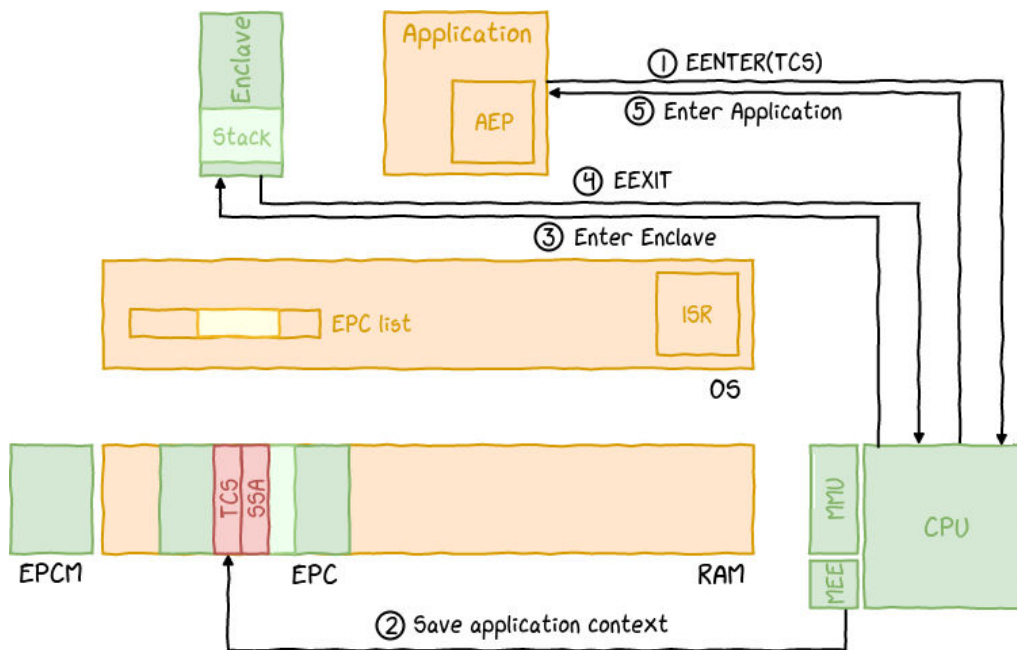 Enclave
Stack
Application
AEP
① EENTER(TCS)
⑤ Enter Application
④ EEXIT
③ Enter Enclave
EPC list
ISR
OS
TCS
SSA
MMU
CPU
MEE
EPCM
EPC
RAM
② Save application context